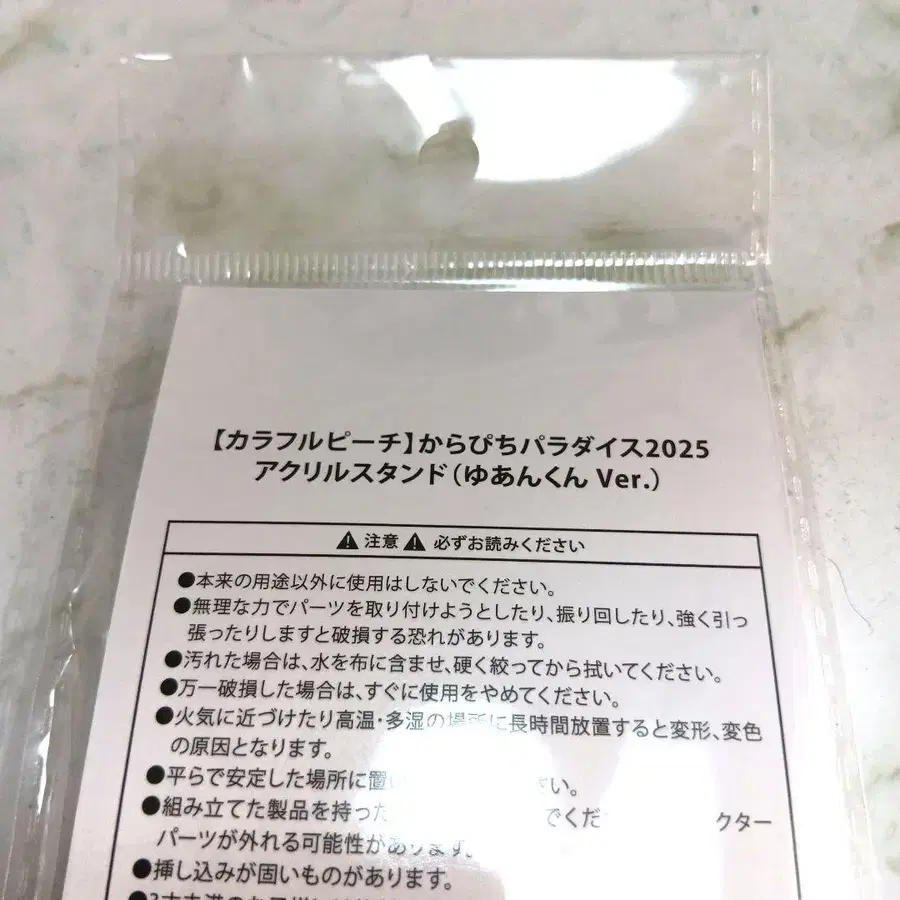 【カラフルピーチ】からぴちパラダイス2025
アクリルスタンド（ゆあんくん Ver.）
⚠ 注意 ⚠ 必ずお読みください
●本来の用途以外に使用はしないでください。
●無理な力でパーツを取り付けようとしたり、振り回したり、強く引っ
張ったりしますと破損する恐れがあります。
●汚れた場合は、水を布に含ませ、硬く絞ってから拭いてください。
●万一破損した場合は、すぐに使用をやめてください。
●火気に近づけたり高温・多湿の場所に長時間放置すると変形、変色
の原因となります。
●平らで安定した場所に置い さい。
●組み立てた製品を持った でくだ クター
パーツが外れる可能性があります。
●挿し込みが固いものがあります。